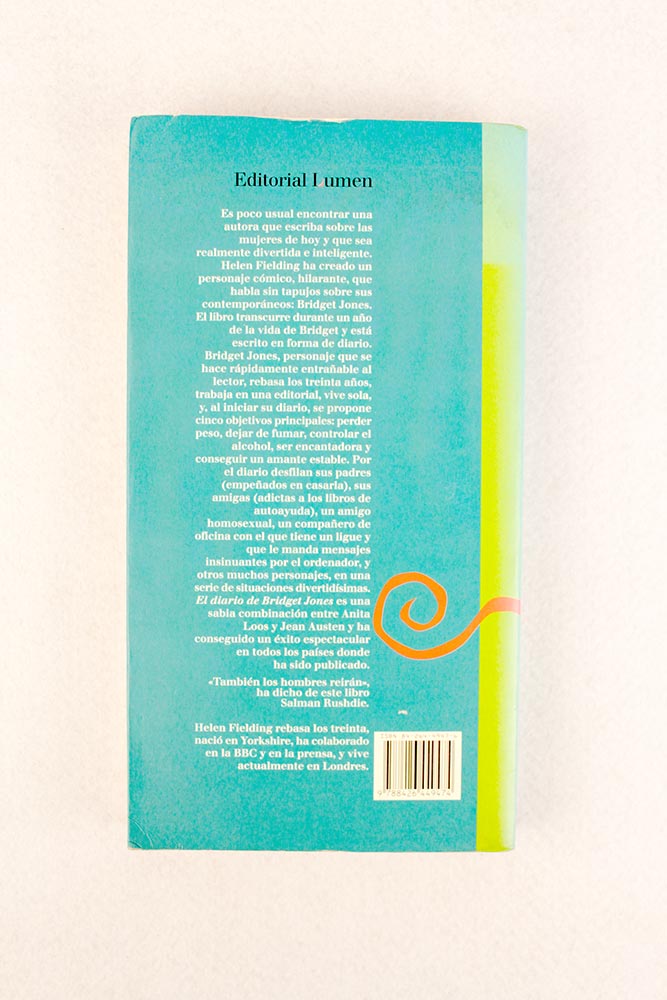 Editorial Lumen
Es poco usual encontrar una
autora que escriba sobre las
mujeres de hoy y que sea
realmente divertida e inteligente.
Helen Fielding ha creado un
personaje cómico, hilarante, que
habla sin tapujos sobre sus
contemporáneos: Bridget Jones.
El libro transcurre durante un año
de la vida de Bridget y está
escrito en forma de diario.
Bridget Jones, personaje que se
hace rápidamente entrañable al
lector, rebasa los treinta años,
trabaja en una editorial, vive sola,
y, al iniciar su diario, se propone
cinco objetivos principales: perder
peso, dejar de fumar, controlar el
alcohol, ser encantadora y
conseguir un amante estable. Por
el diario desfilan sus padres
(empeñados en casarla), sus
amigas (adictas a los libros de
autoayuda), un amigo
homosexual, un compañero de
oficina con el que tiene un ligue y
que le manda mensajes
insinuantes por el ordenador, y
otros muchos personajes, en una
serie de situaciones divertidísimas.
El diario de Bridget Jones es una
sabia combinación entre Anita
Loos y Jean Austen y ha
conseguido un éxito espectacular
en todos los países donde
ha sido publicado.
«También los hombres reirán»,
ha dicho de este libro
Salman Rushdie.
Helen Fielding rebasa los treinta,
nació en Yorkshire, ha colaborado
en la BBC y en la prensa, y vive
actualmente en Londres.
9 788426 449474